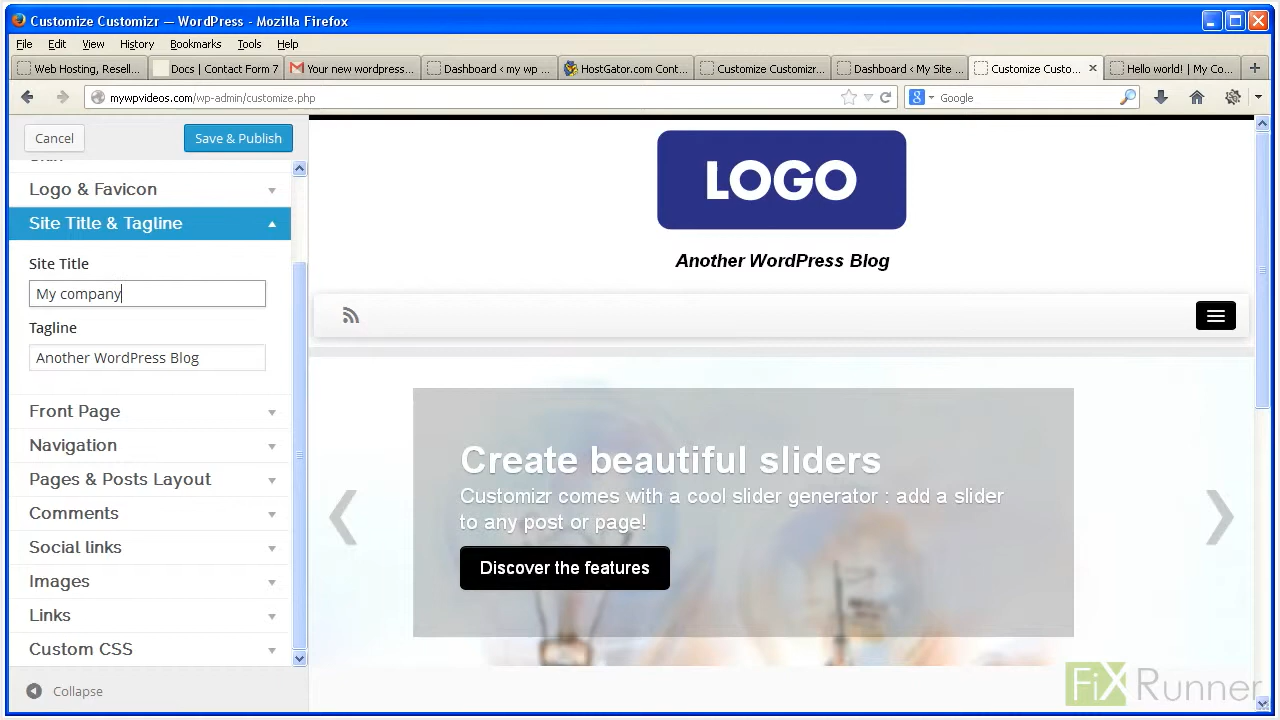 Customize Customizr — WordPress - Mozilla Firefox
File Edit View History Bookmarks Tools Help
Web Hosting, Resell... Docs | Contact Form 7 Your new wordpress... Dashboard ‹ my wp ... HostGator.com Cont... Customize Customizr... Dashboard ‹ My Site ... Customize Custo... Hello world! | My Co...
mywpvideos.com/wp-admin/customize.php Google
Cancel Save & Publish
Logo & Favicon
Site Title & Tagline
Site Title
My company
Tagline
Another WordPress Blog
Front Page
Navigation
Pages & Posts Layout
Comments
Social links
Images
Links
Custom CSS
Collapse
LOGO
Another WordPress Blog
Create beautiful sliders
Customizr comes with a cool slider generator : add a slider
to any post or page!
Discover the features
FiX Runner